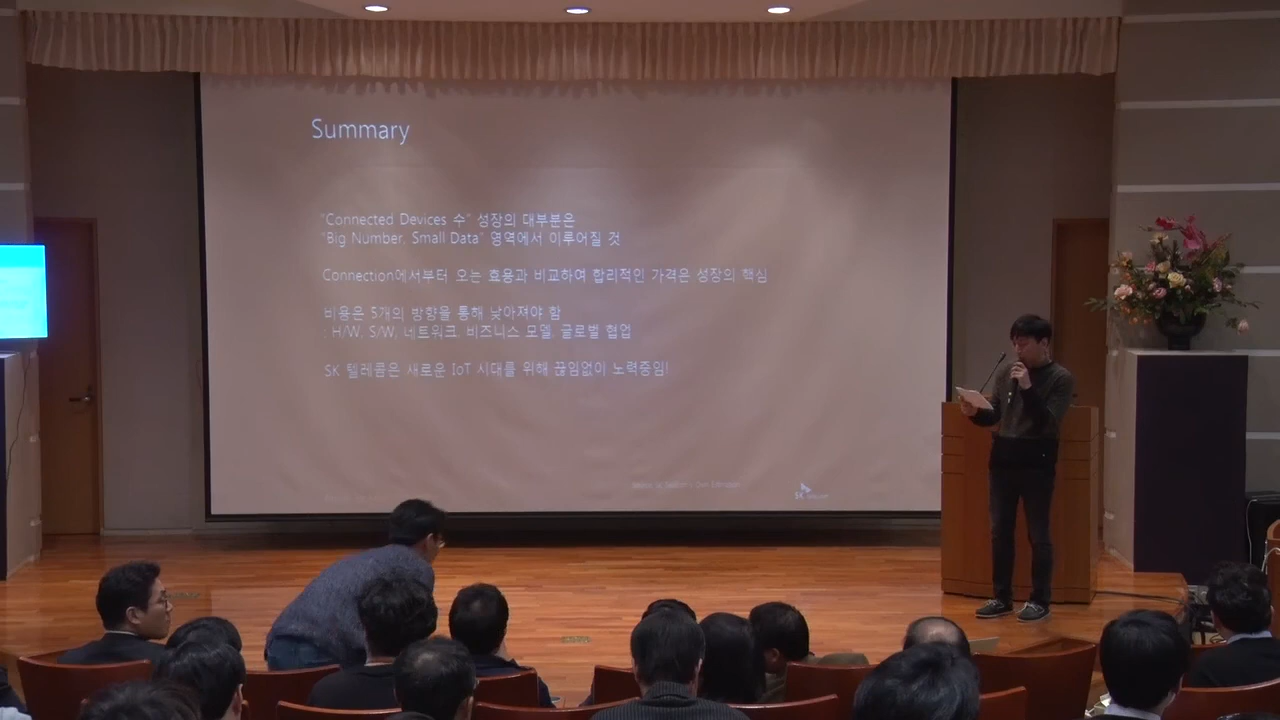 Summary
"Connected Devices 수" 성장의 대부분은
"Big Number, Small Data" 영역에서 이루어질 것
Connection에서부터 오는 효용과 비교하여 합리적인 가격은 성장의 핵심
비용은 5개의 방향을 통해 낮아져야 함
: H/W, S/W, 네트워크, 비즈니스 모델, 글로벌 협업
SK 텔레콤은 새로운 IoT 시대를 위해 끊임없이 노력중임!
SK telecom